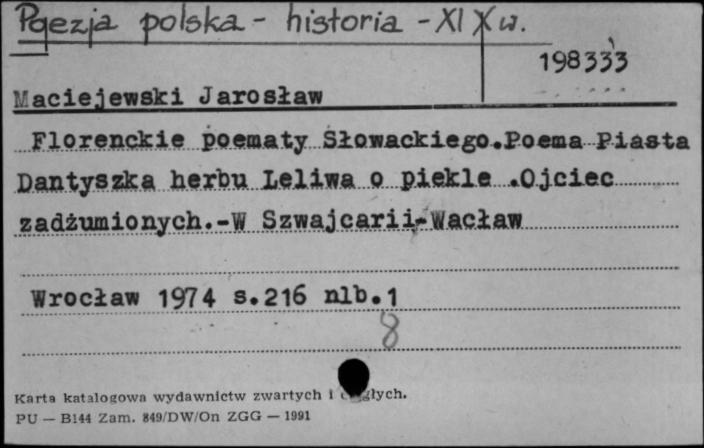 Poezja polska - historia - XIX w.
198333
Maciejewski Jarosław
Florenckie poematy Słowackiego.Poema Piasta
Dantyszka herbu Leliwa o piekle .Ojciec
zadżumionych.-W Szwajcarii-Wacław
Wrocław 1974 s.216 nlb.1
8
Karta katalogowa wydawnictw zwartych i
PU — B144 Zam. 849/DW/On ZGG — 1991